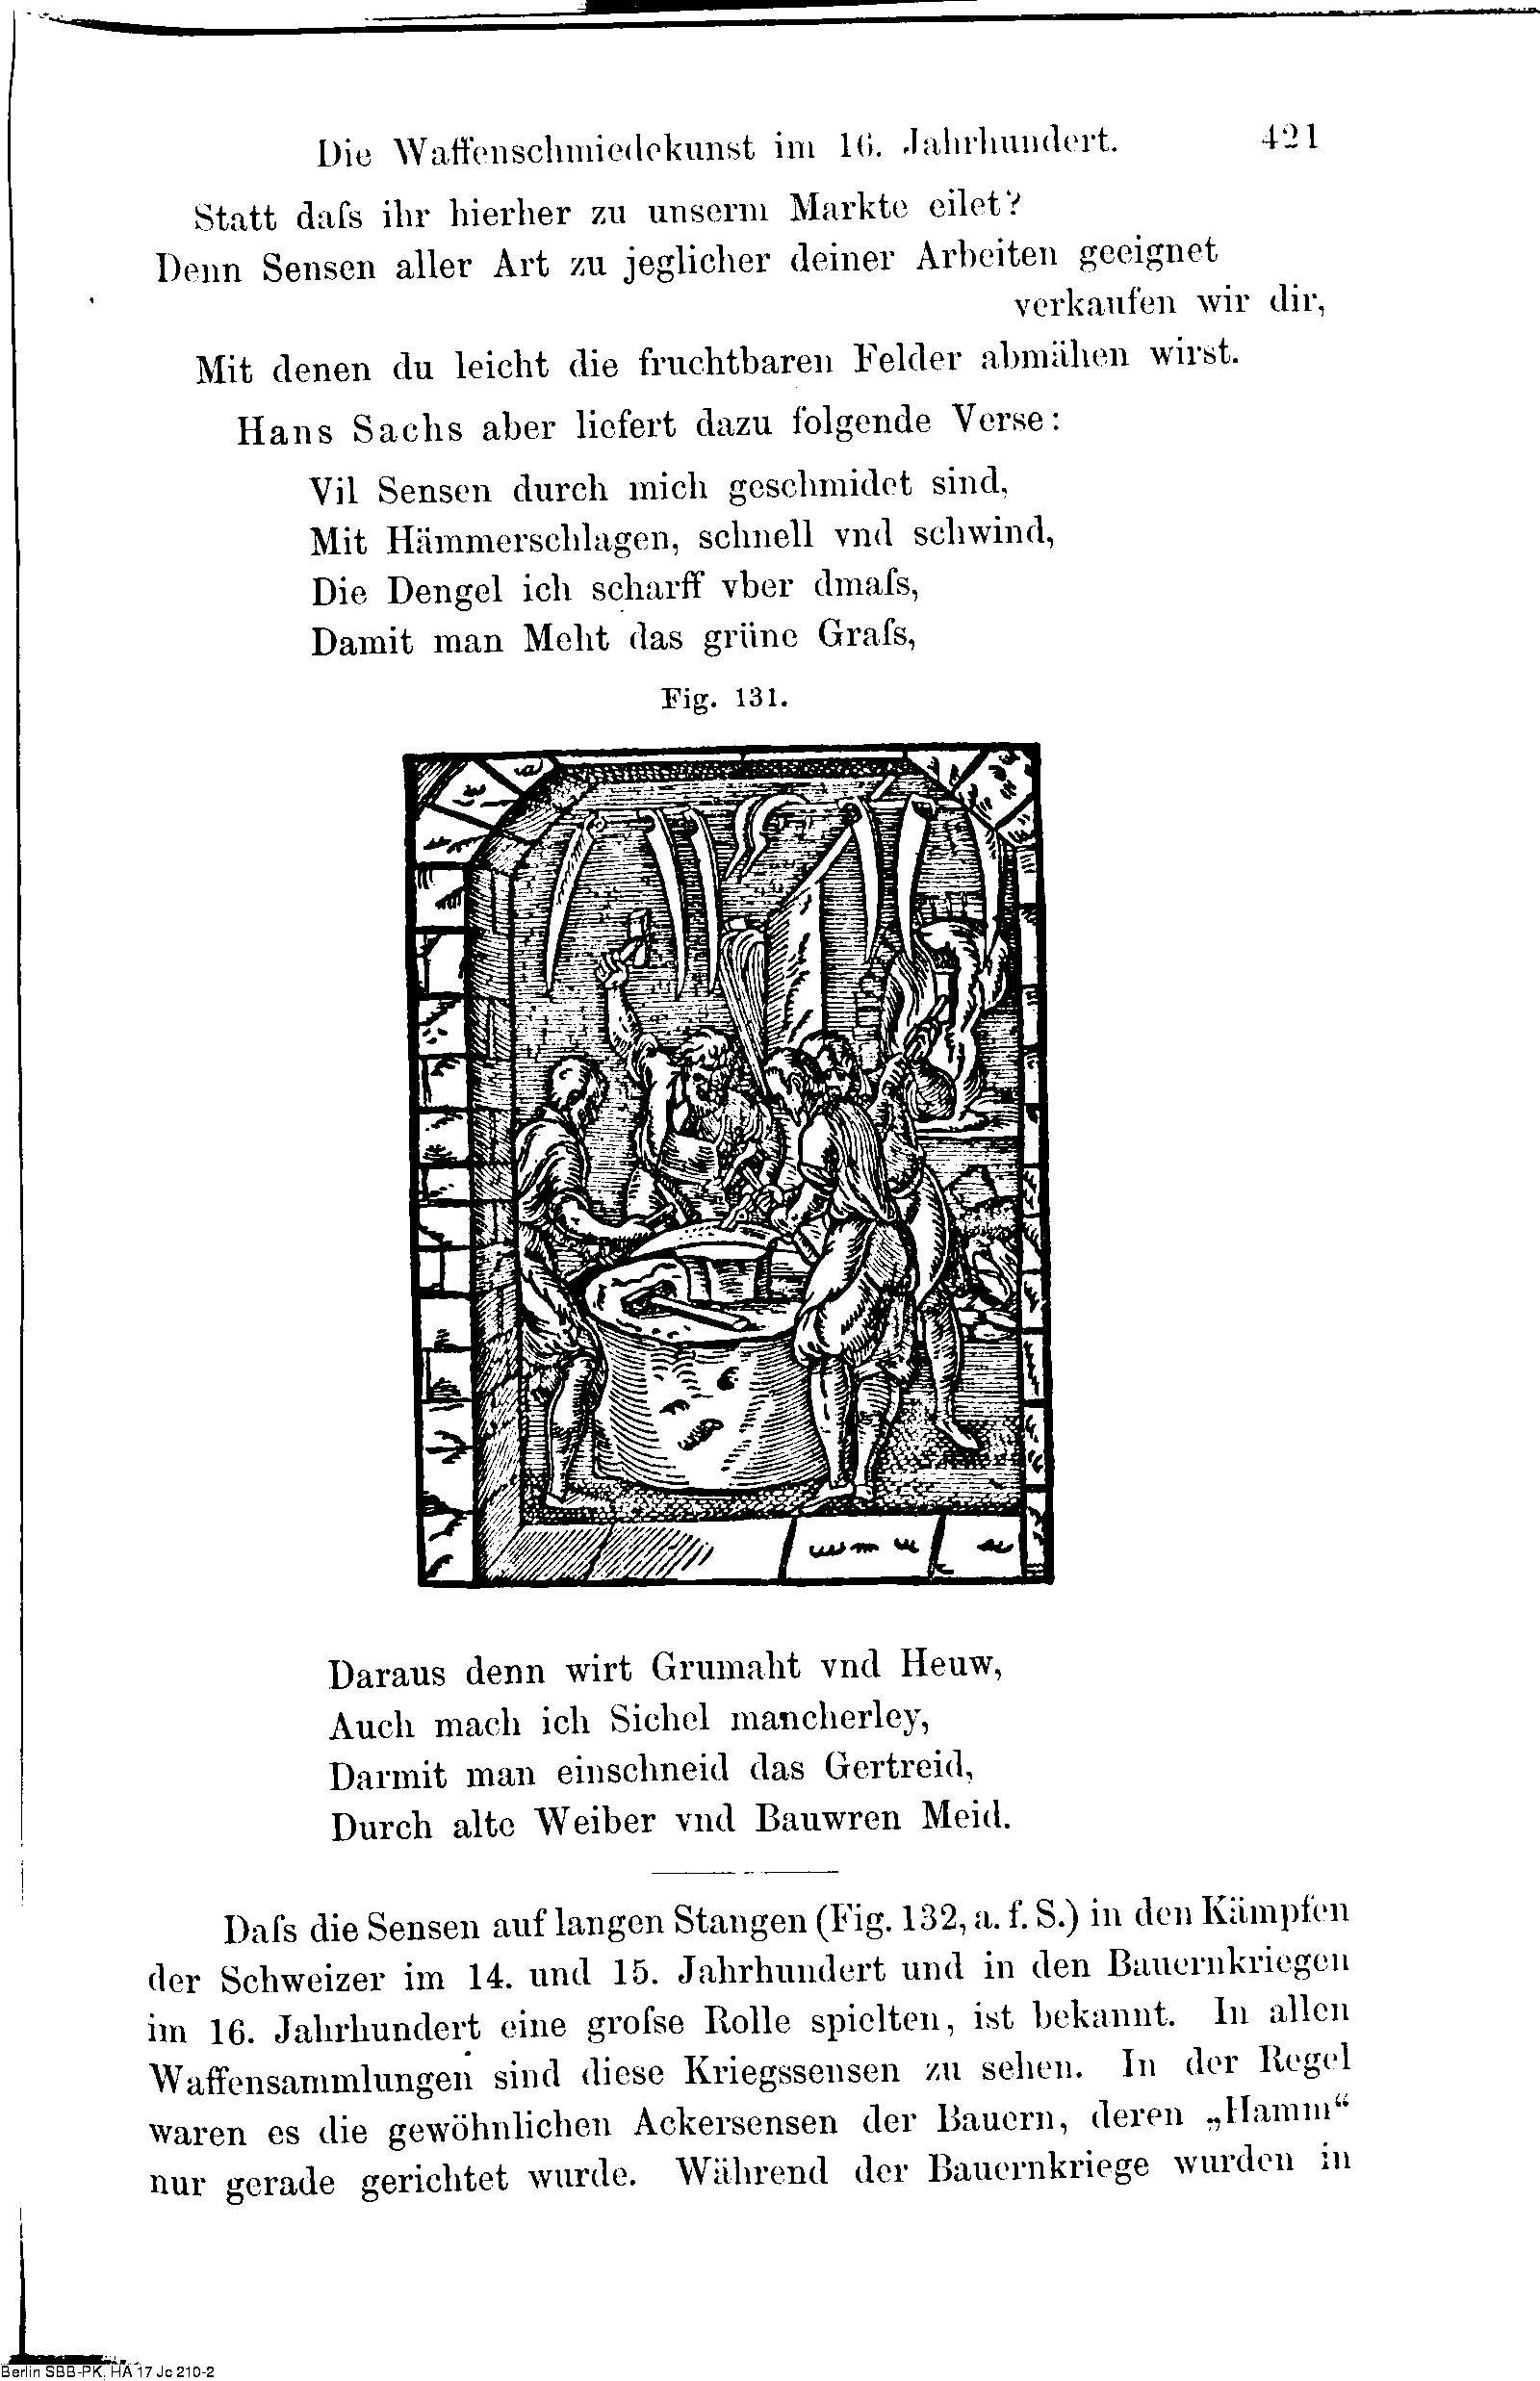 Die Waffenschmiedekunst im 16. Jahrhundert. 421
Statt daſs ihr hierher zu unserm Markte eilet?
Denn Sensen aller Art zu jeglicher deiner Arbeiten geeignet
verkaufen wir dir,
Mit denen du leicht die fruchtbaren Felder abmähen wirst.
Hans Sachs aber liefert dazu folgende Verse:
Vil Sensen durch mich geschmidet sind,
Mit Hämmerschlagen, schnell vnd schwind,
Die Dengel ich scharff vber dmaſs,
Damit man Meht das grüne Graſs,
Fig. 131.
Daraus denn wirt Grumaht vnd Heuw,
Auch mach ich Sichel mancherley,
Darmit man einschneid das Gertreid,
Durch alte Weiber vnd Bauwren Meid.
Daſs die Sensen auf langen Stangen (Fig. 132, a. f. S.) in den Kämpfen
der Schweizer im 14. und 15. Jahrhundert und in den Bauernkriegen
im 16. Jahrhundert eine groſse Rolle spielten, ist bekannt. In allen
Waffensammlungen sind diese Kriegssensen zu sehen. In der Regel
waren es die gewöhnlichen Ackersensen der Bauern, deren „Hamm“
nur gerade gerichtet wurde. Während der Bauernkriege wurden in
Berlin SBB-PK, HA 17 Jc 210-2